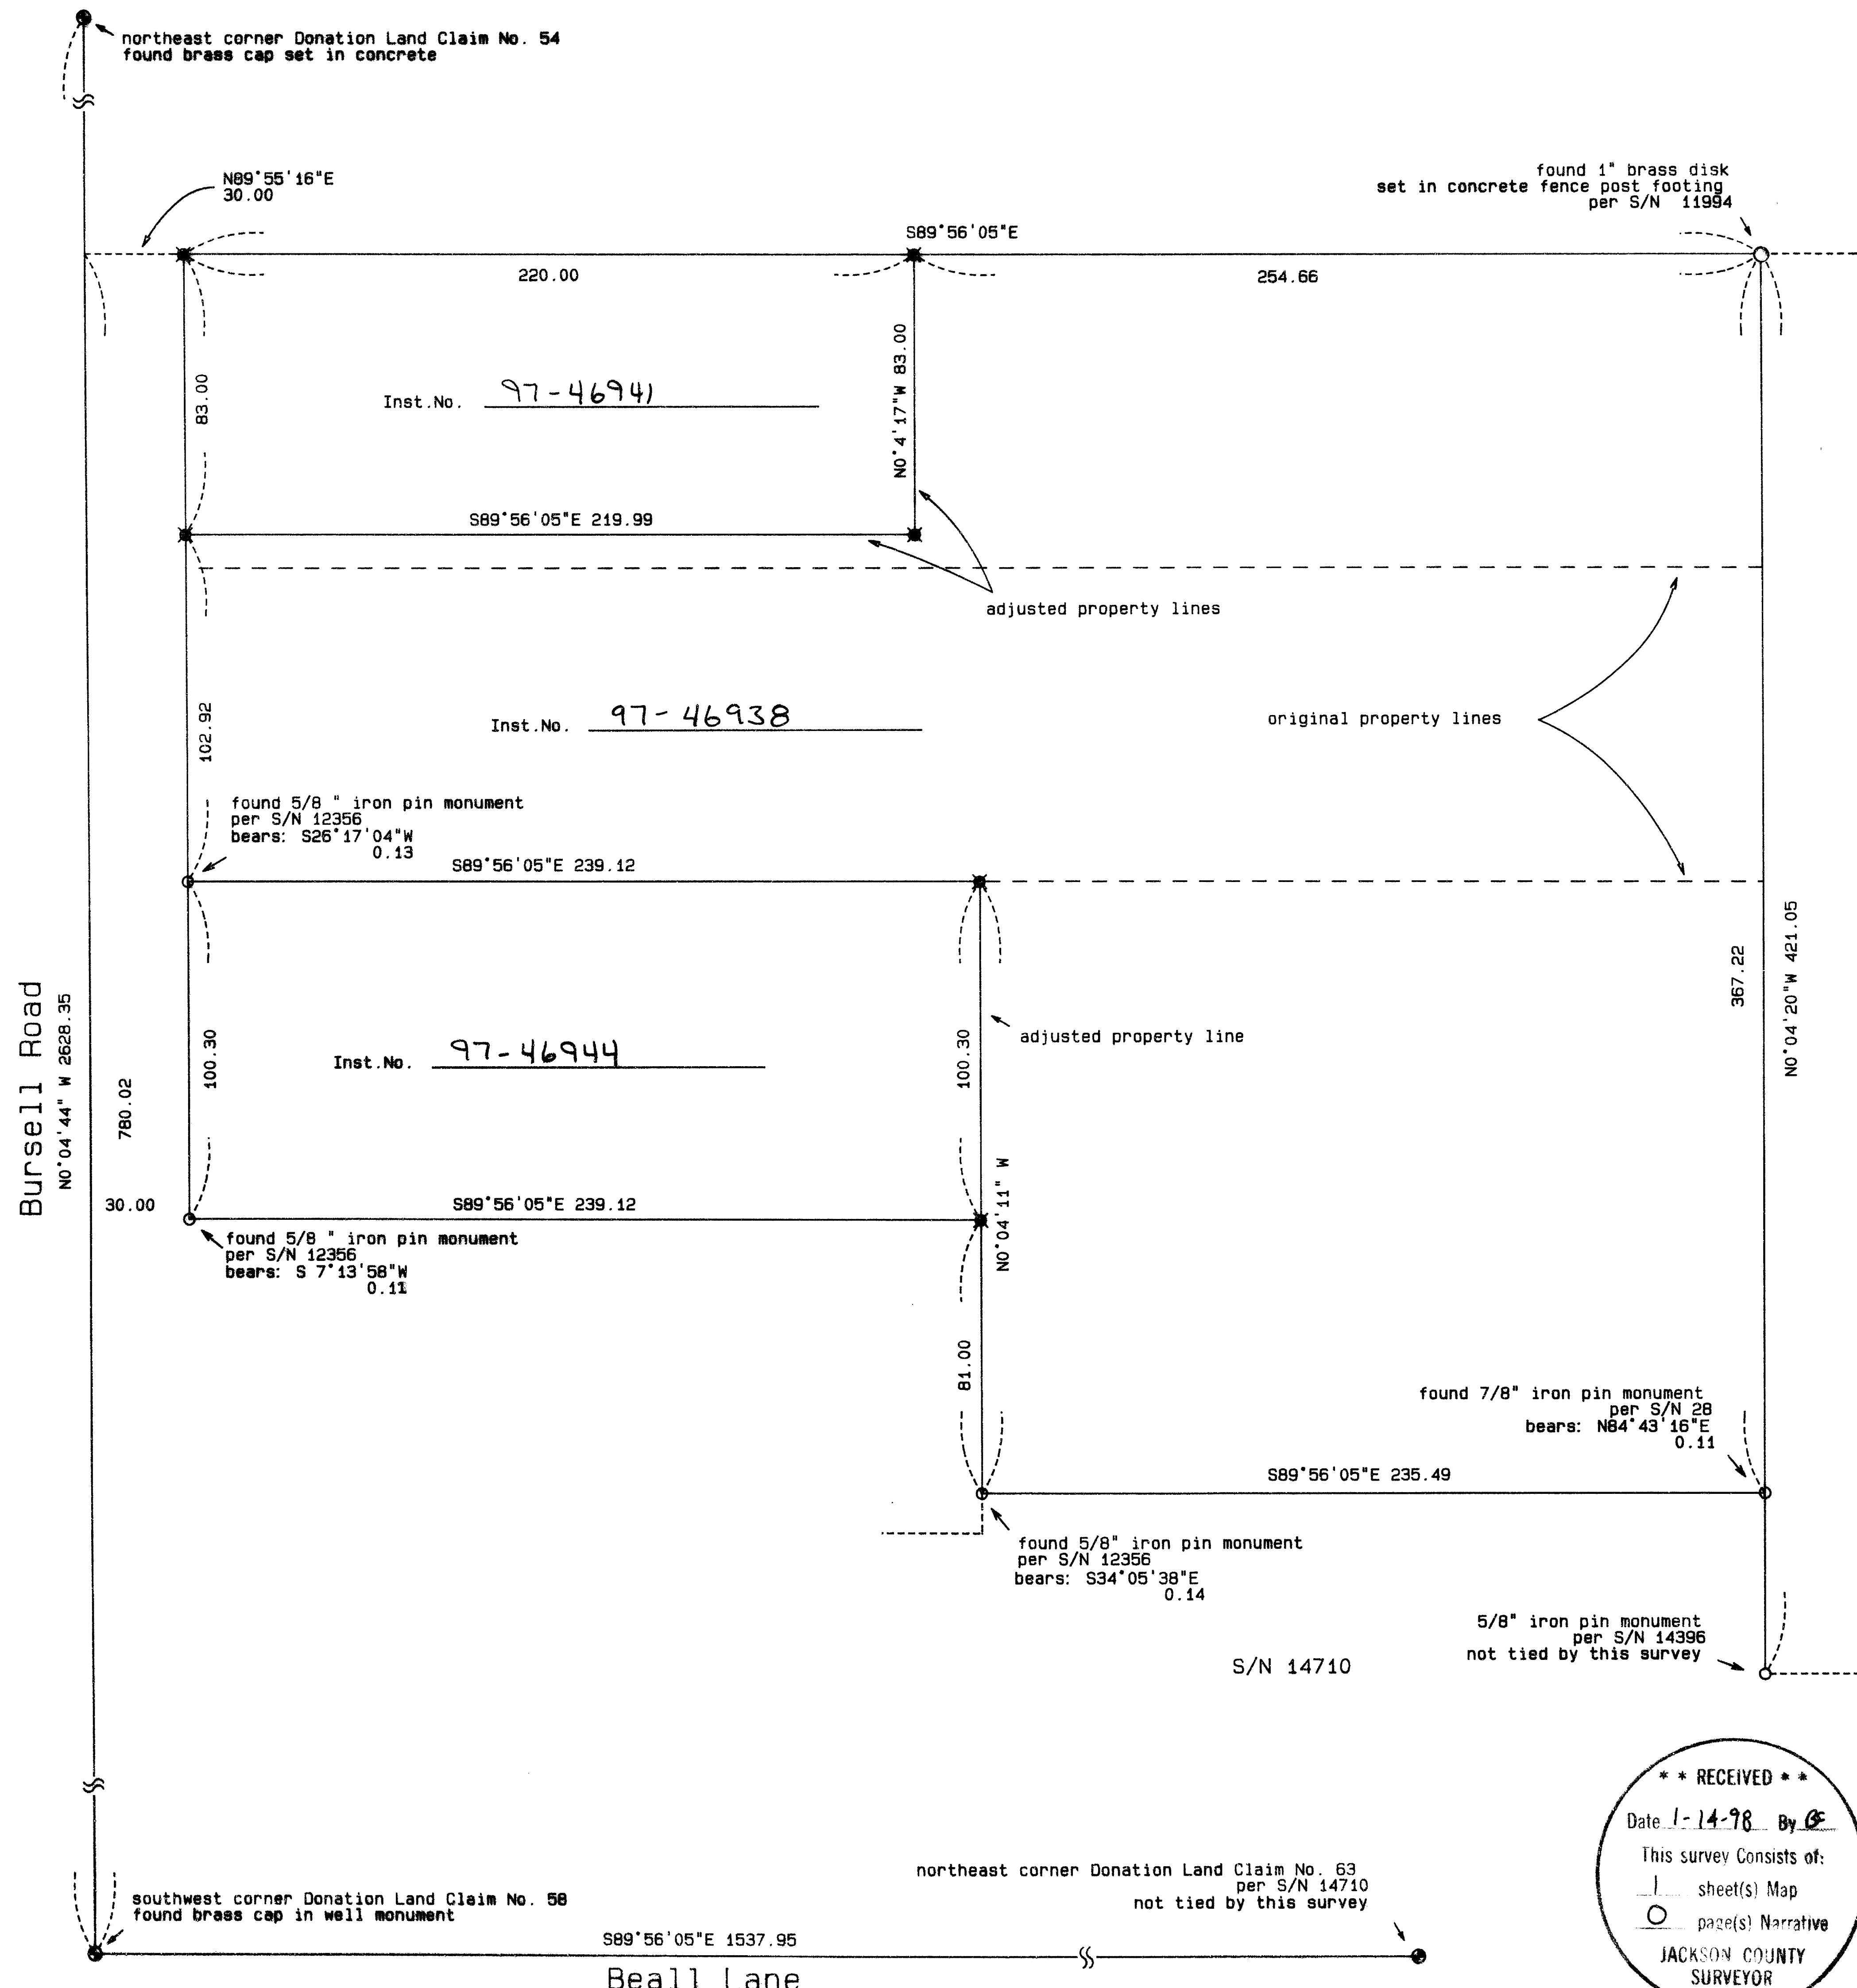 northeast corner Donation Land Claim No. 54
found brass cap set in concrete
N89°55'16"E
30.00
found 1" brass disk
set in concrete fence post footing
per S/N 11994
S89°56'05"E
220.00
254.66
83.00
N0°4'17"W 83.00
Inst.No. 97-46941
S89°56'05"E 219.99
adjusted property lines
102.92
Inst.No. 97-46938
original property lines
found 5/8 " iron pin monument
per S/N 12356
bears: S26°17'04"W
0.13
S89°56'05"E 239.12
367.22
N0°04'20"W 421.05
Bursell Road
N0°04'44" W 2628.35
780.02
100.30
Inst.No. 97-46944
100.30
adjusted property line
30.00
S89°56'05"E 239.12
N0°04'11" W
found 5/8 " iron pin monument
per S/N 12356
bears: S 7°13'58"W
0.11
81.00
found 7/8" iron pin monument
per S/N 28
bears: N84°43'16"E
0.11
S89°56'05"E 235.49
found 5/8" iron pin monument
per S/N 12356
bears: S34°05'38"E
0.14
5/8" iron pin monument
per S/N 14396
not tied by this survey
S/N 14710
* * RECEIVED * *
Date 1-14-98 By
This survey Consists of:
1 sheet(s) Map
0 page(s) Narrative
JACKSON COUNTY
SURVEYOR
northeast corner Donation Land Claim No. 63
per S/N 14710
not tied by this survey
southwest corner Donation Land Claim No. 58
found brass cap in well monument
S89°56'05"E 1537.95
Beall Lane